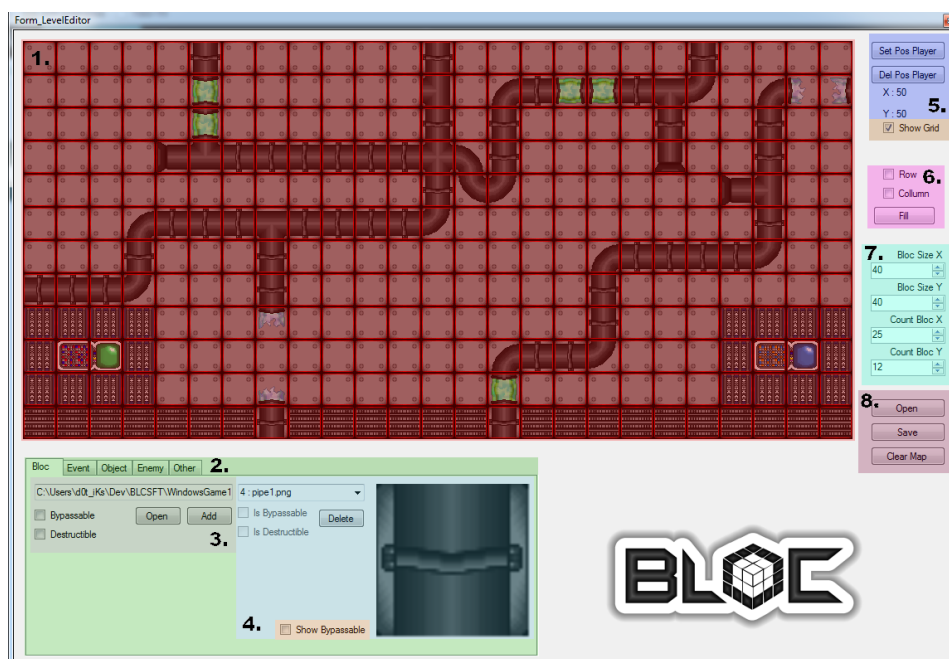 Form_LevelEditor
1.
Set Pos Player
Del Pos Player
X : 50
Y : 50
5.
Show Grid
Row
6.
Collumn
Fill
7.
Bloc Size X
40
Bloc Size Y
40
Count Bloc X
25
Count Bloc Y
12
8.
Open
Save
Clear Map
Bloc Event Object Enemy Other
2.
C:\Users\d0t_iKs\Dev\BLCSFT\WindowsGame1
4 : pipe1.png
Bypassable
Open
Add
Destructible
3.
Is Bypassable
Delete
Is Destructible
4.
Show Bypassable
BLOC